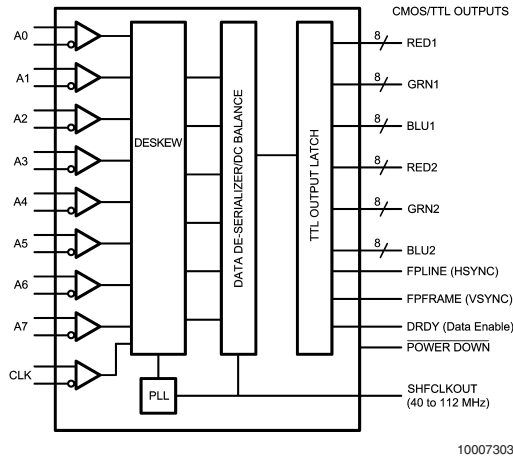 CMOS/TTL OUTPUTS
A0
A1
A2
A3
A4
A5
A6
A7
CLK
DESKEW
PLL
DATA DE-SERIALIZER/DC BALANCE
TTL OUTPUT LATCH
8
RED1
8
GRN1
8
BLU1
8
RED2
8
GRN2
8
BLU2
FPLINE (HSYNC)
FPFRAME (VSYNC)
DRDY (Data Enable)
POWER DOWN
SHFCLKOUT
(40 to 112 MHz)
10007303